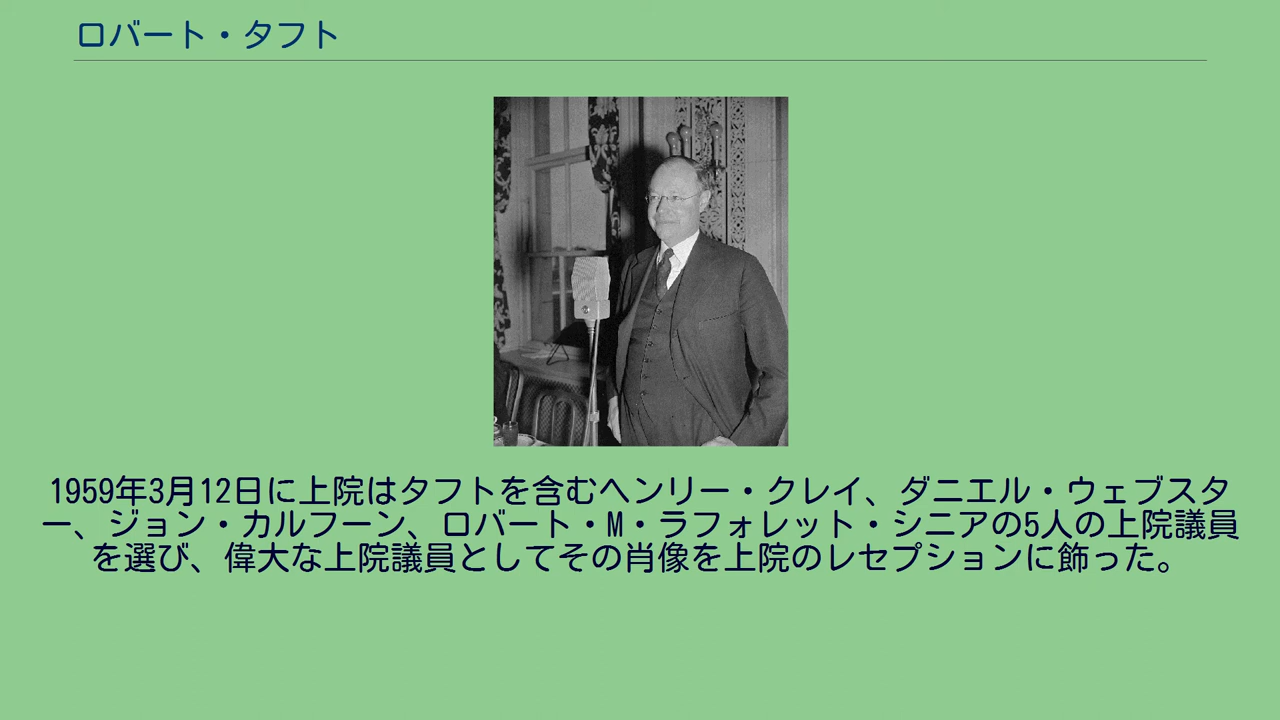 ロバート・タフト
1959年3月12日に上院はタフトを含むヘンリー・クレイ、ダニエル・ウェブスタ
ー、ジョン・カルフーン、ロバート・M・ラフォレット・シニアの5人の上院議員
を選び、偉大な上院議員としてその肖像を上院のレセプションに飾った。